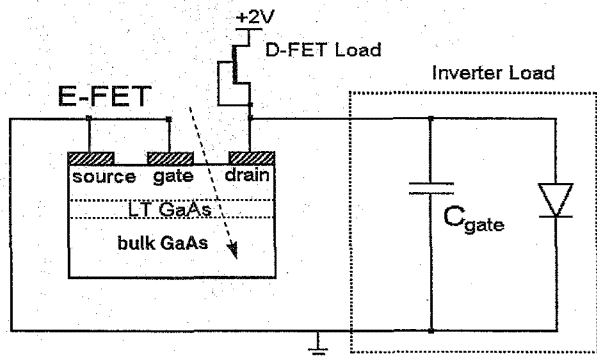 +2V
D-FET Load
Inverter Load
E-FET
source gate drain
LT GaAs
bulk GaAs
Cgate